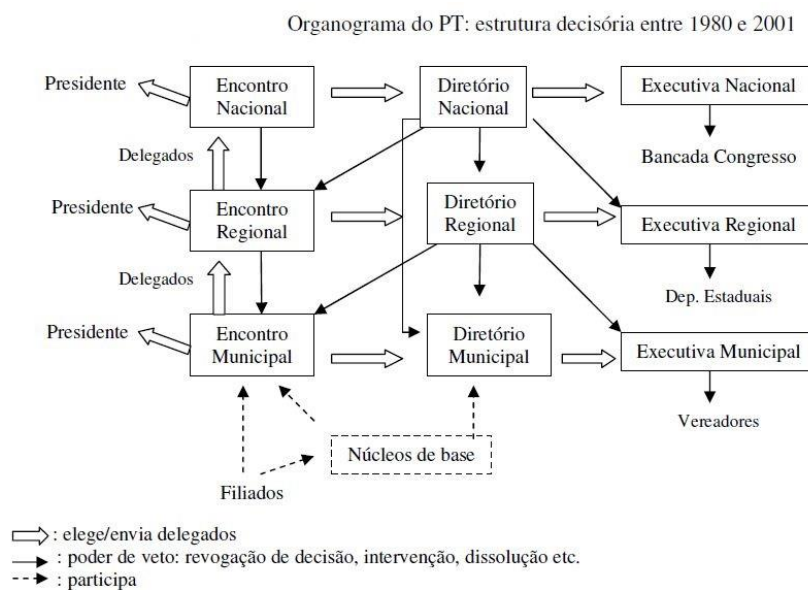 Organograma do PT: estrutura decisória entre 1980 e 2001
Presidente
Encontro
Nacional
Diretório
Nacional
Executiva Nacional
Delegados
Bancada Congresso
Presidente
Encontro
Regional
Diretório
Regional
Executiva Regional
Delegados
Dep. Estaduais
Presidente
Encontro
Municipal
Diretório
Municipal
Executiva Municipal
Vereadores
Núcleos de base
Filiados
: elege/envia delegados
: poder de veto: revogação de decisão, intervenção, dissolução etc.
: participa